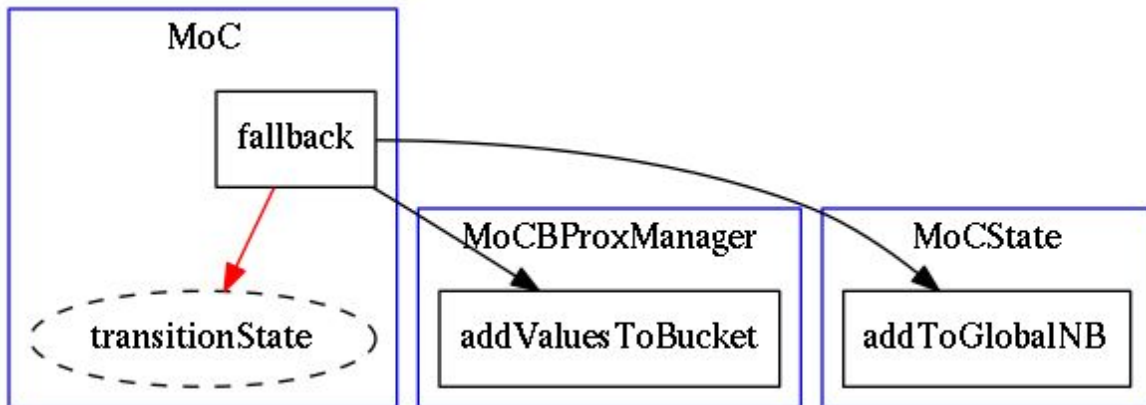 MoC
fallback
MoCBProxManager
MoCState
transitionState
addValuesToBucket
addToGlobalNB